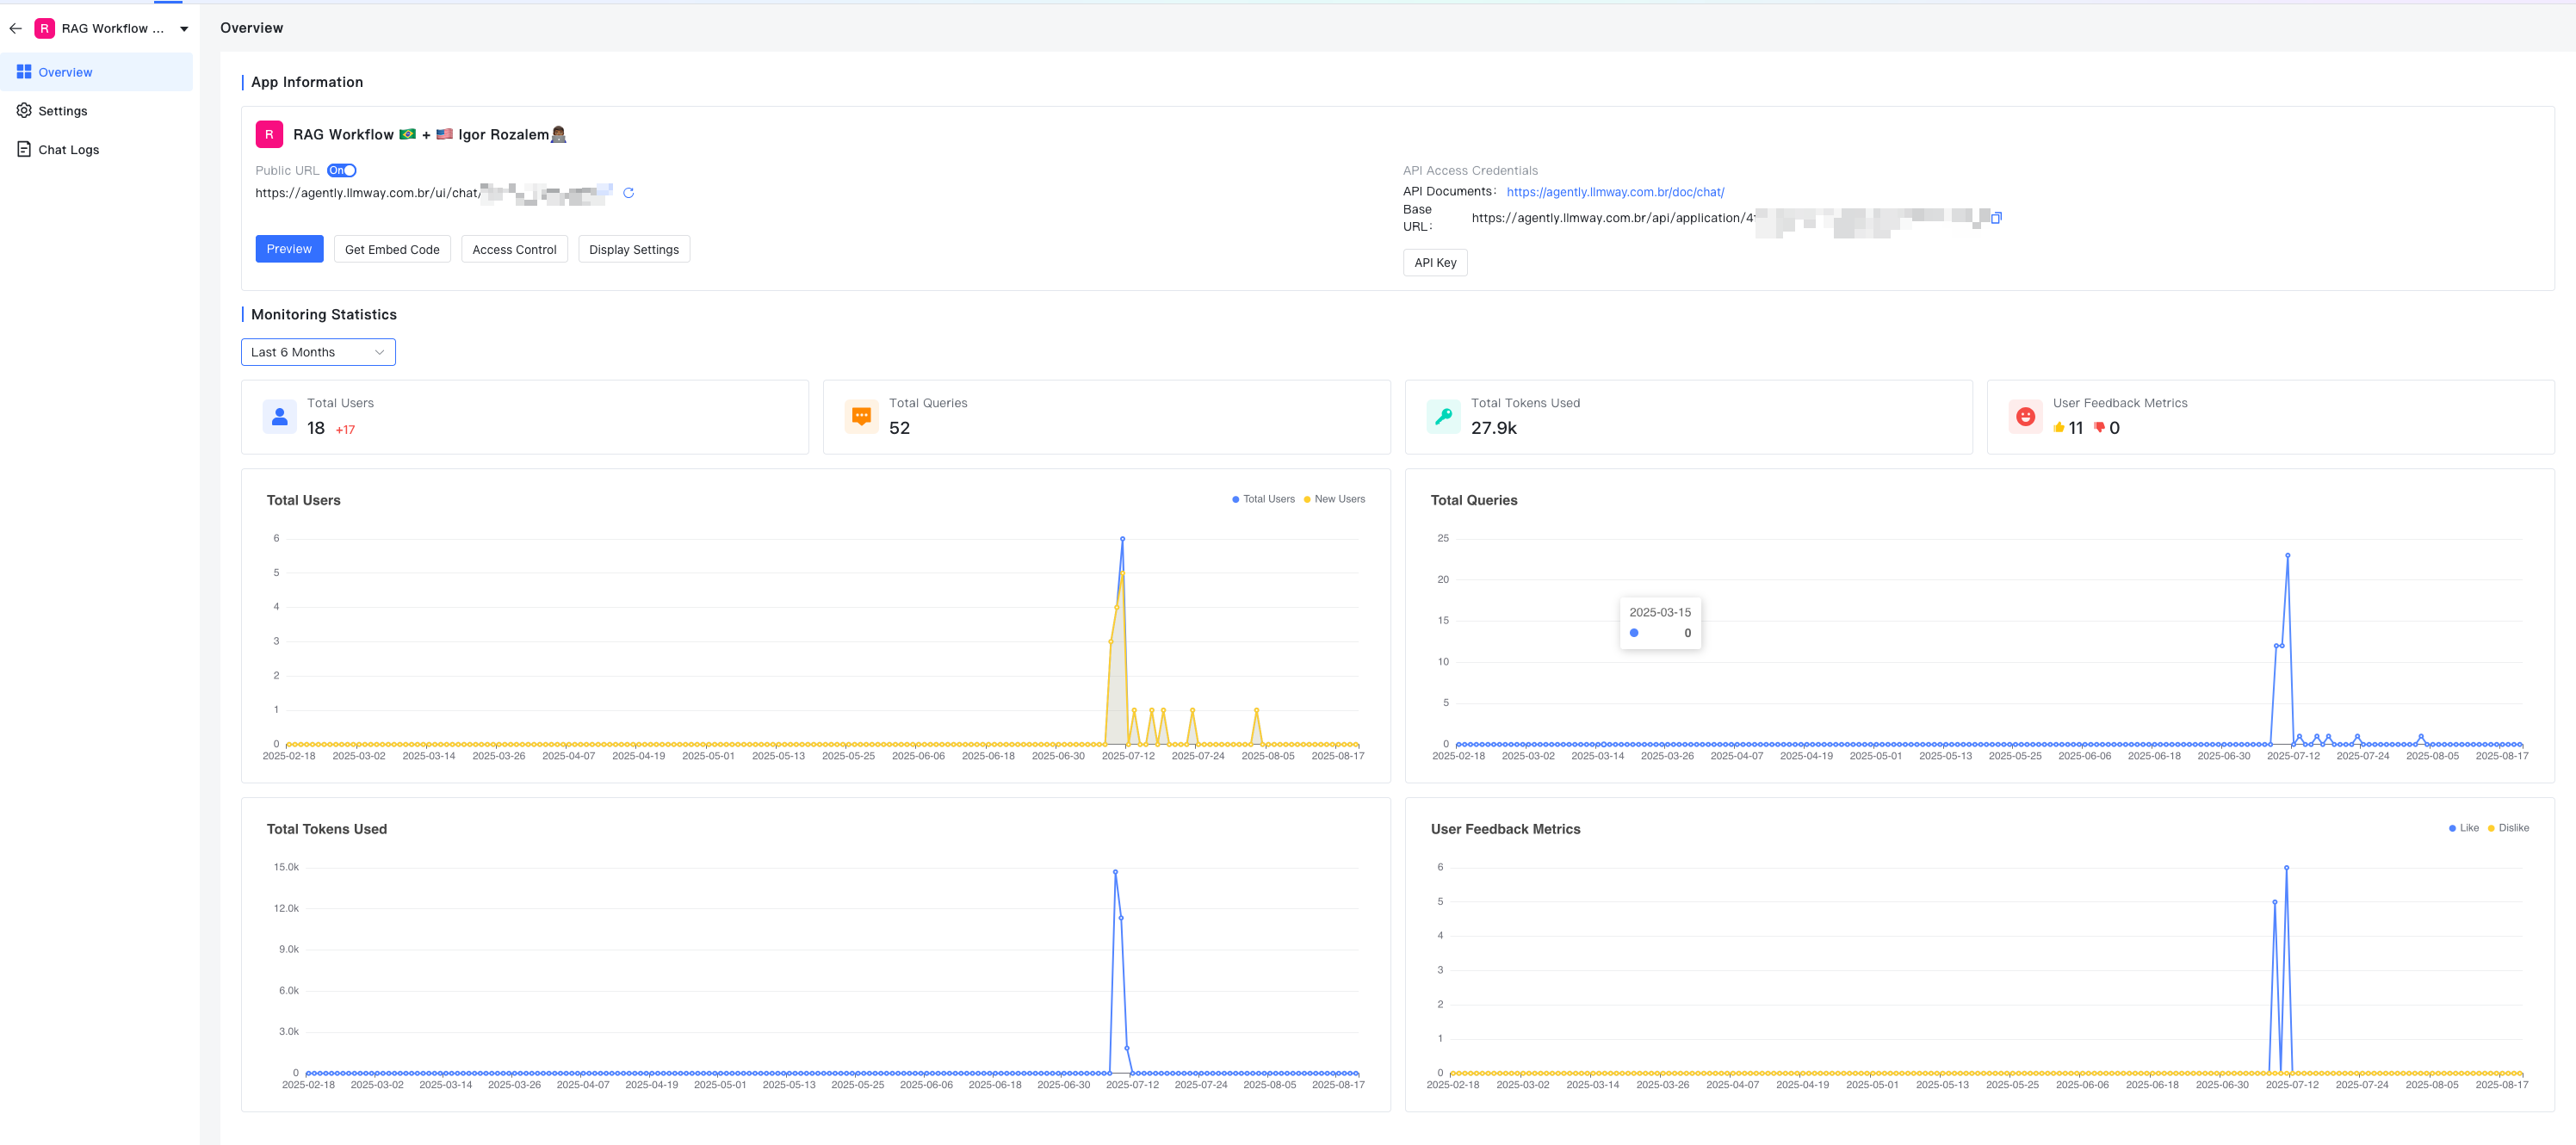 R RAG Workflow ...
Overview
Settings
Chat Logs
Overview
App Information
R RAG Workflow 🇧🇷 + 🇺🇸 Igor Rozalem👨🏾‍💻
Public URL On
https://agently.llmway.com.br/ui/chat/
Preview Get Embed Code Access Control Display Settings
API Access Credentials
API Documents: https://agently.llmway.com.br/doc/chat/
Base URL: https://agently.llmway.com.br/api/application/4
API Key
Monitoring Statistics
Last 6 Months
Total Users
18 +17
Total Queries
52
Total Tokens Used
27.9k
User Feedback Metrics
11 0
Total Users
Total Users New Users
6
5
4
3
2
1
0
2025-02-18 2025-03-02 2025-03-14 2025-03-26 2025-04-07 2025-04-19 2025-05-01 2025-05-13 2025-05-25 2025-06-06 2025-06-18 2025-06-30 2025-07-12 2025-07-24 2025-08-05 2025-08-17
Total Queries
25
20
15
10
5
0
2025-03-15
0
2025-02-18 2025-03-02 2025-03-14 2025-03-26 2025-04-07 2025-04-19 2025-05-01 2025-05-13 2025-05-25 2025-06-06 2025-06-18 2025-06-30 2025-07-12 2025-07-24 2025-08-05 2025-08-17
Total Tokens Used
15.0k
12.0k
9.0k
6.0k
3.0k
0
2025-02-18 2025-03-02 2025-03-14 2025-03-26 2025-04-07 2025-04-19 2025-05-01 2025-05-13 2025-05-25 2025-06-06 2025-06-18 2025-06-30 2025-07-12 2025-07-24 2025-08-05 2025-08-17
User Feedback Metrics
Like Dislike
6
5
4
3
2
1
0
2025-02-18 2025-03-02 2025-03-14 2025-03-26 2025-04-07 2025-04-19 2025-05-01 2025-05-13 2025-05-25 2025-06-06 2025-06-18 2025-06-30 2025-07-12 2025-07-24 2025-08-05 2025-08-17